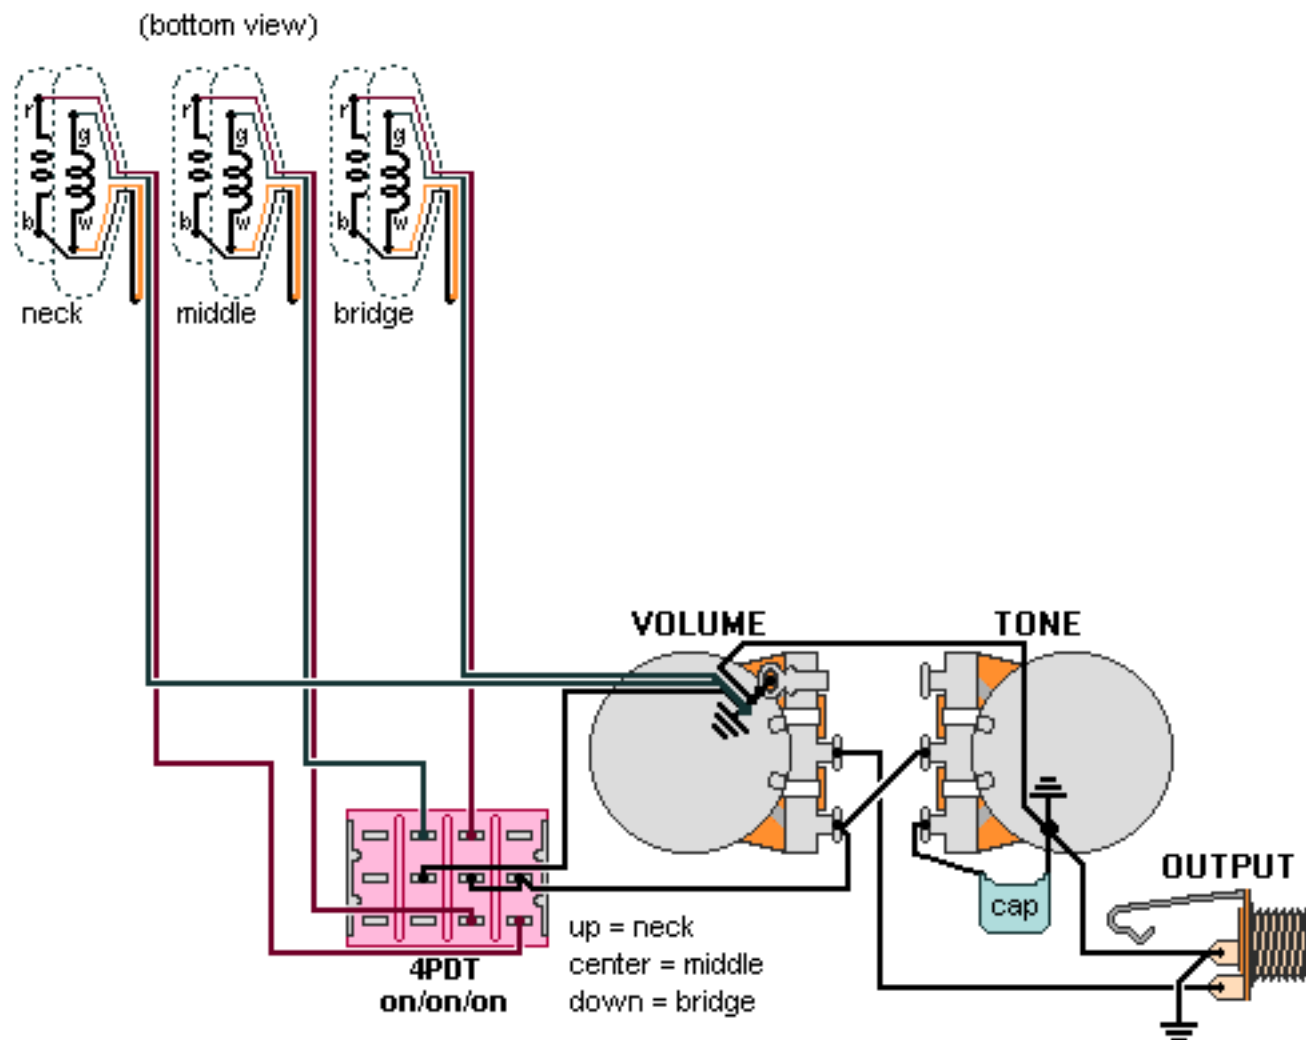 (bottom view)
r
g
b
w
r
g
b
w
r
g
b
w
neck
middle
bridge
VOLUME
TONE
OUTPUT
cap
4PDT
on/on/on
up = neck
center = middle
down = bridge